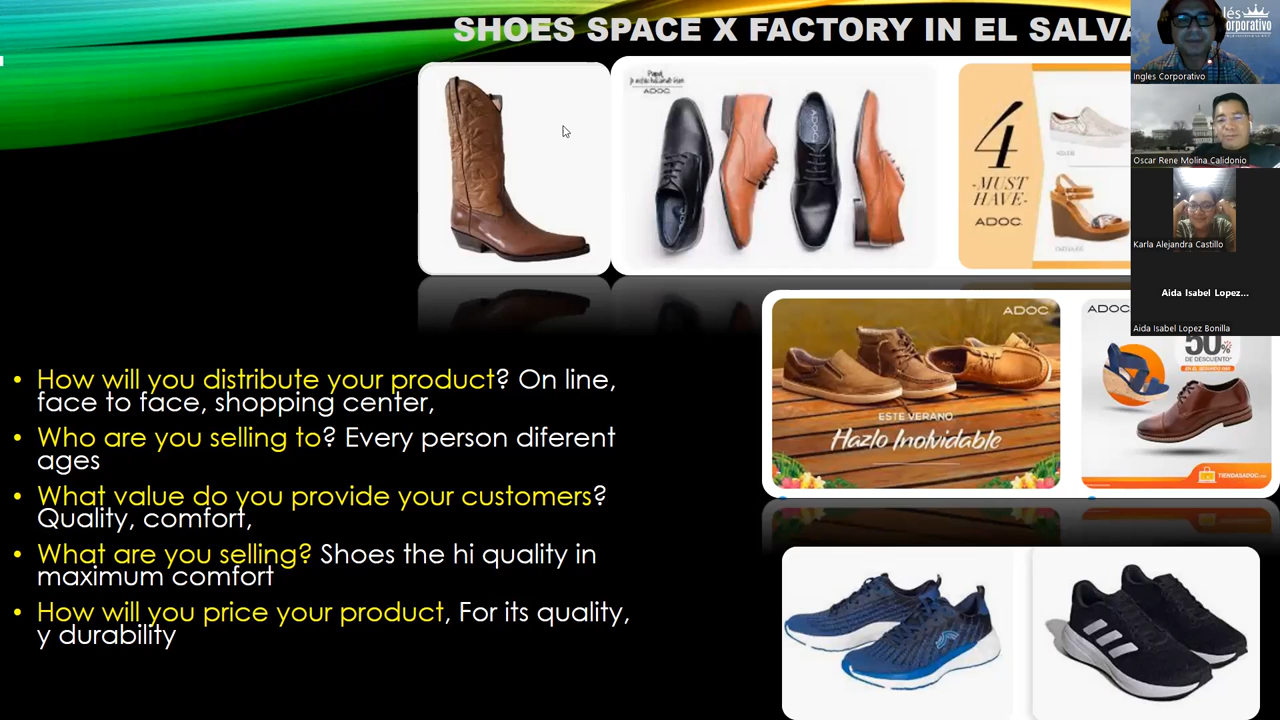 SHOES SPACE X FACTORY IN EL SALVA
lés
orporativo
Ingles Corporativo
Oscar Rene Molina Calidonio
Karla Alejandra Castillo
Aida Isabel Lopez...
Aida Isabel Lopez Bonilla
ADOC
4
-MUST
HAVE-
ADOC
ADOC
ESTE VERANO
Hazlo Inolvidable
ADOC
50%
DE DESCUENTO*
TIENDASADOC.
• How will you distribute your product? On line,
face to face, shopping center,
• Who are you selling to? Every person diferent
ages
• What value do you provide your customers?
Quality, comfort,
• What are you selling? Shoes the hi quality in
maximum comfort
• How will you price your product, For its quality,
y durability